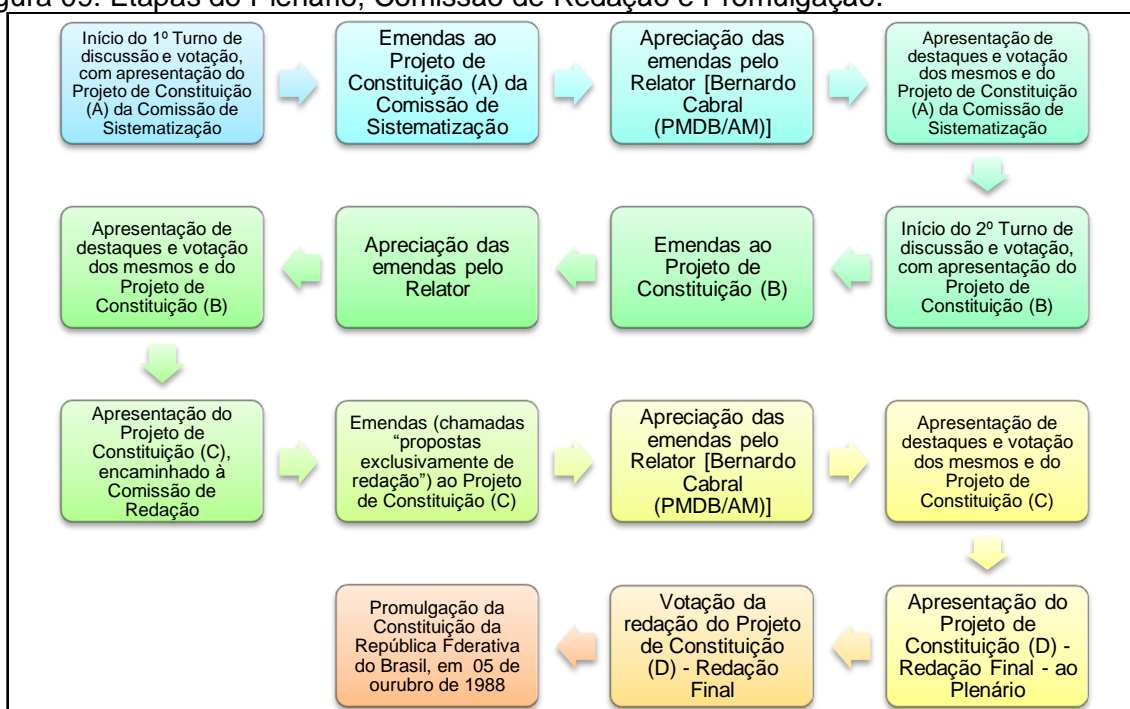 gura 09: Etapas do Plenário, Comissão de Redação e Promulgação.
Início do 1º Turno de
discussão e votação,
com apresentação do
Projeto de Constituição
(A) da Comissão de
Sistematização
Emendas ao
Projeto de
Constituição (A) da
Comissão de
Sistematização
Apreciação das
emendas pelo
Relator [Bernardo
Cabral
(PMDB/AM)]
Apresentação de
destaques e votação
dos mesmos e do
Projeto de Constituição
(A) da Comissão de
Sistematização
Início do 2º Turno de
discussão e votação,
com apresentação do
Projeto de
Constituição (B)
Emendas ao
Projeto de
Constituição (B)
Apreciação das
emendas pelo
Relator
Apresentação de
destaques e votação
dos mesmos e do
Projeto de
Constituição (B)
Apresentação do
Projeto de
Constituição (C),
encaminhado à
Comissão de
Redação
Emendas (chamadas
“propostas
exclusivamente de
redação”) ao Projeto
de Constituição (C)
Apreciação das
emendas pelo
Relator [Bernardo
Cabral
(PMDB/AM)]
Apresentação de
destaques e votação
dos mesmos e do
Projeto de
Constituição (C)
Apresentação do
Projeto de
Constituição (D) -
Redação Final - ao
Plenário
Votação da
redação do Projeto
de Constituição
(D) - Redação
Final
Promulgação da
Constituição da
República Fderativa
do Brasil, em 05 de
ourubro de 1988